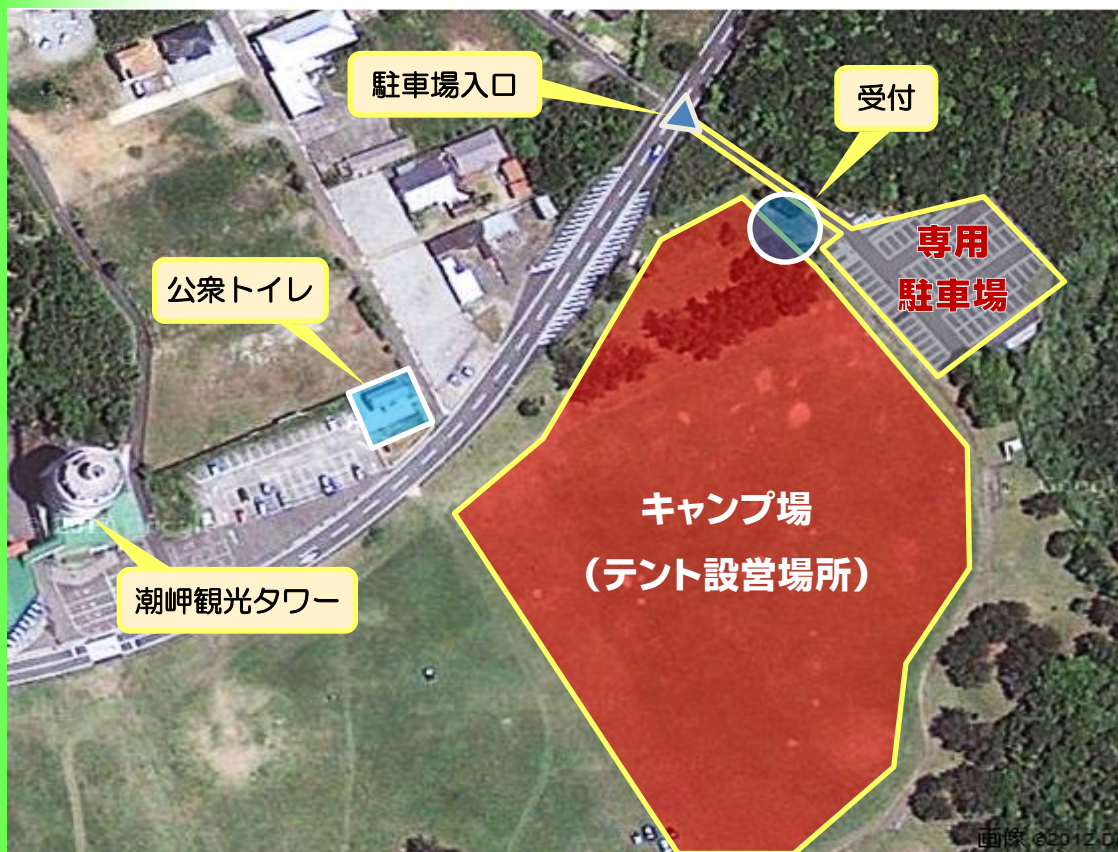 駐車場入口
受付
専用
駐車場
公衆トイレ
キャンプ場
（テント設営場所）
潮岬観光タワー
画像 ©2012 D